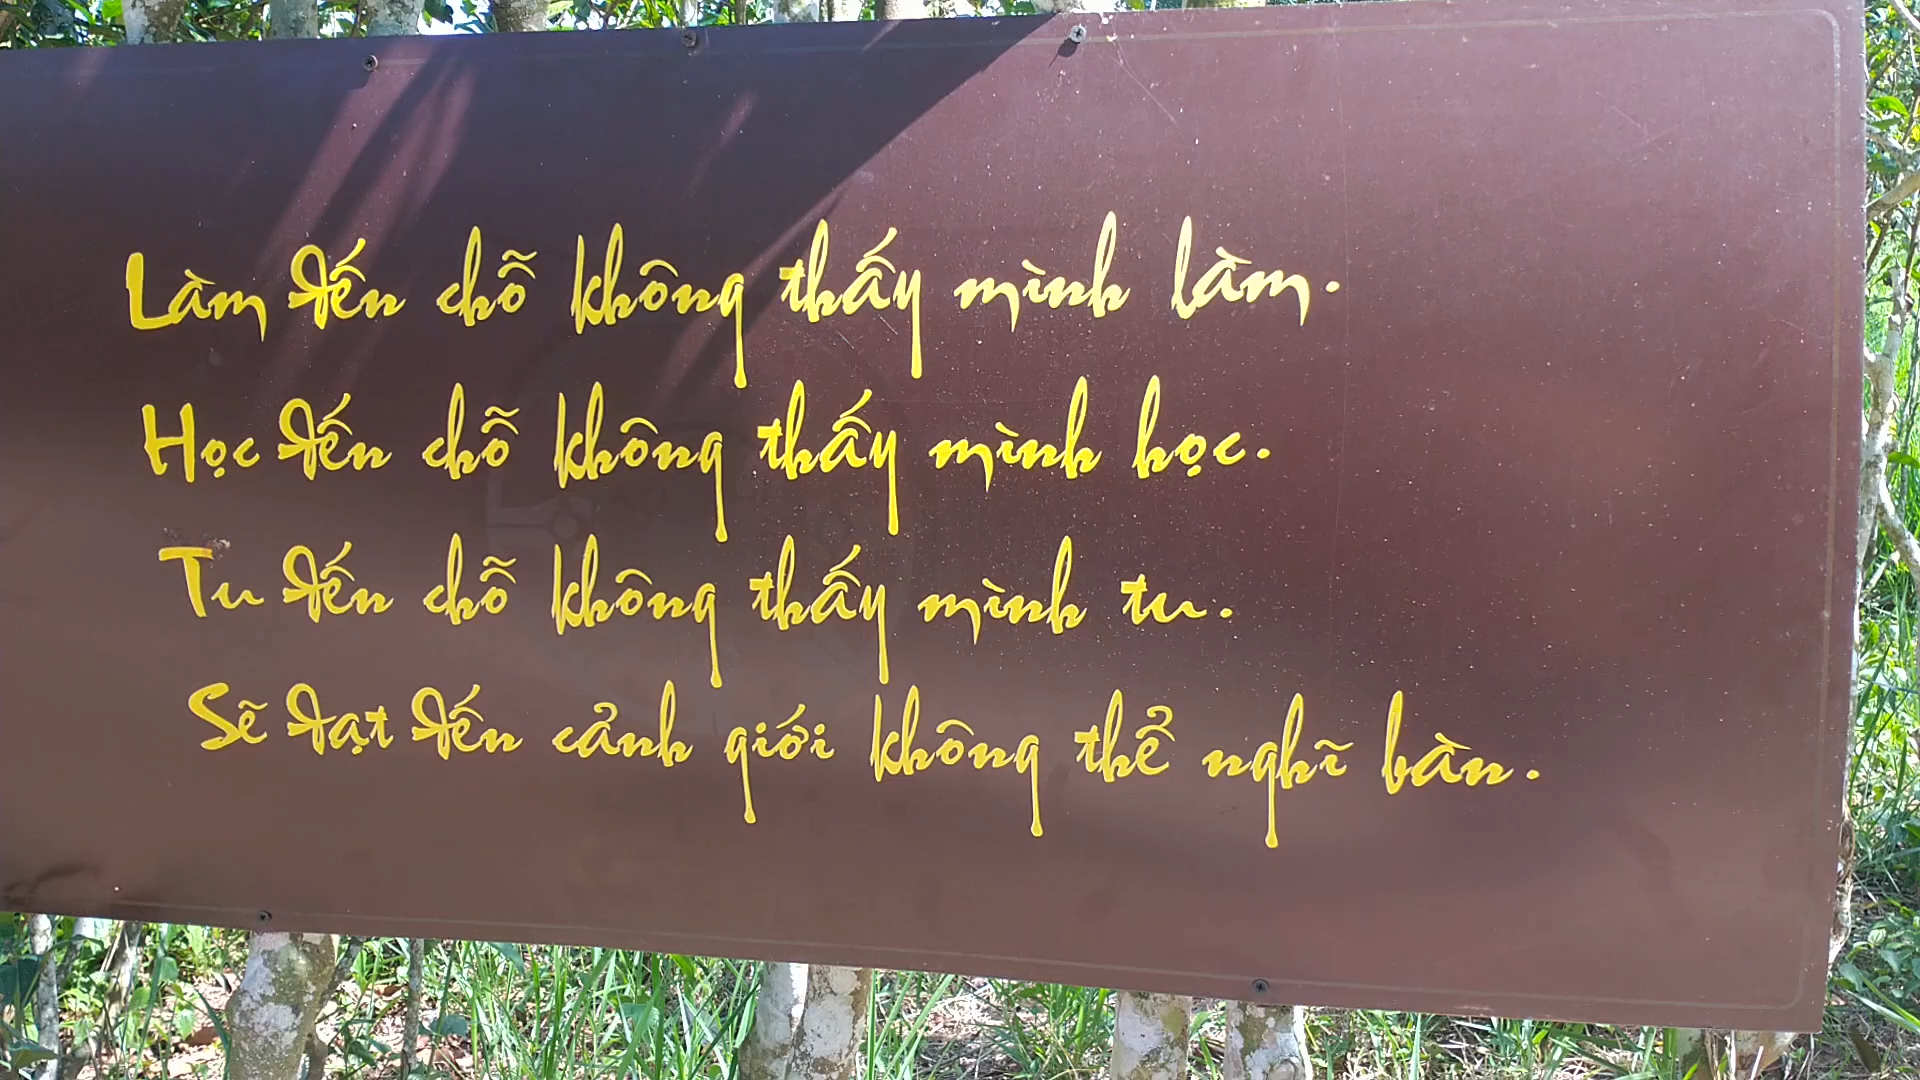 Làm đến chỗ không thấy mình làm.
Học đến chỗ không thấy mình học.
Tu đến chỗ không thấy mình tu.
Sẽ đạt đến cảnh giới không thể nghĩ bàn.